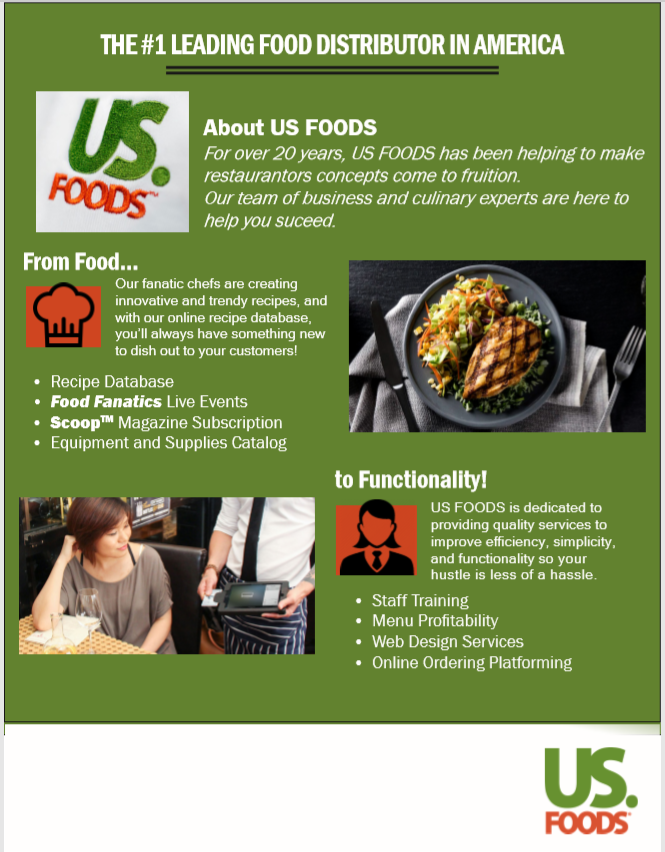 THE #1 LEADING FOOD DISTRIBUTOR IN AMERICA
US.
FOODS™
About US FOODS
For over 20 years, US FOODS has been helping to make
restaurantors concepts come to fruition.
Our team of business and culinary experts are here to
help you suceed.
From Food...
Our fanatic chefs are creating
innovative and trendy recipes, and
with our online recipe database,
you'll always have something new
to dish out to your customers!
• Recipe Database
• Food Fanatics Live Events
• Scoop™ Magazine Subscription
• Equipment and Supplies Catalog
to Functionality!
US FOODS is dedicated to
providing quality services to
improve efficiency, simplicity,
and functionality so your
hustle is less of a hassle.
• Staff Training
• Menu Profitability
• Web Design Services
• Online Ordering Platforming
US.
FOODS